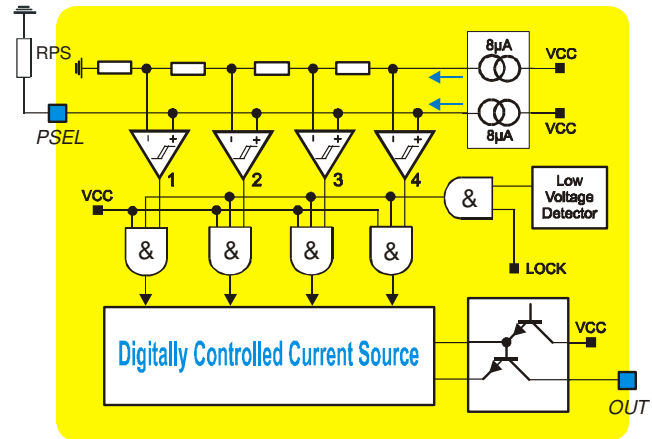 RPS
8µA
VCC
PSEL
VCC
8µA
- + - + - + - +
1 2 3 4
VCC
&
Low
Voltage
Detector
& & & &
LOCK
Digitally Controlled Current Source
VCC
OUT